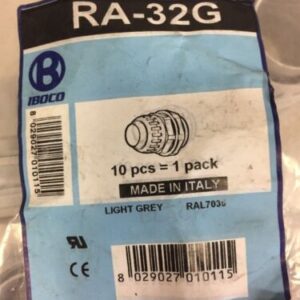 RA-32G
IBOCO
8 029027 010115
10 pcs = 1 pack
MADE IN ITALY
LIGHT GREY RAL7035
CE
8 029027 010115